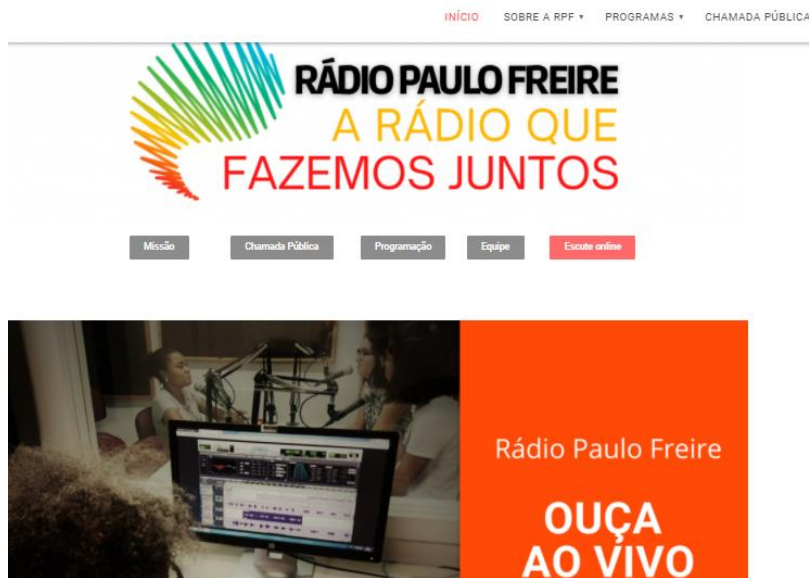 INÍCIO SOBRE A RPF ▾ PROGRAMAS ▾ CHAMADA PÚBLICA
RÁDIO PAULO FREIRE
A RÁDIO QUE
FAZEMOS JUNTOS
Missão Chamada Pública Programação Equipe Escute online
Rádio Paulo Freire
OUÇA
AO VIVO